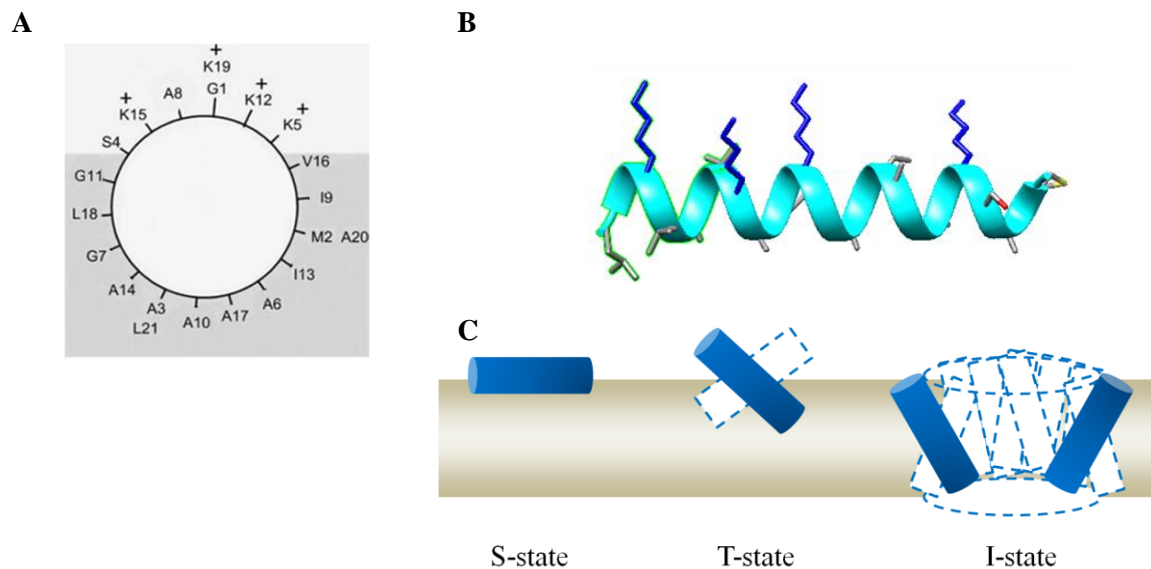 A
B
+
K19
+
G1
K12
+
A8
+
K15
K5
S4
V16
G11
I9
L18
M2 A20
G7
I13
A14
A6
A3
A17
A10
L21
C
S-state
T-state
I-state